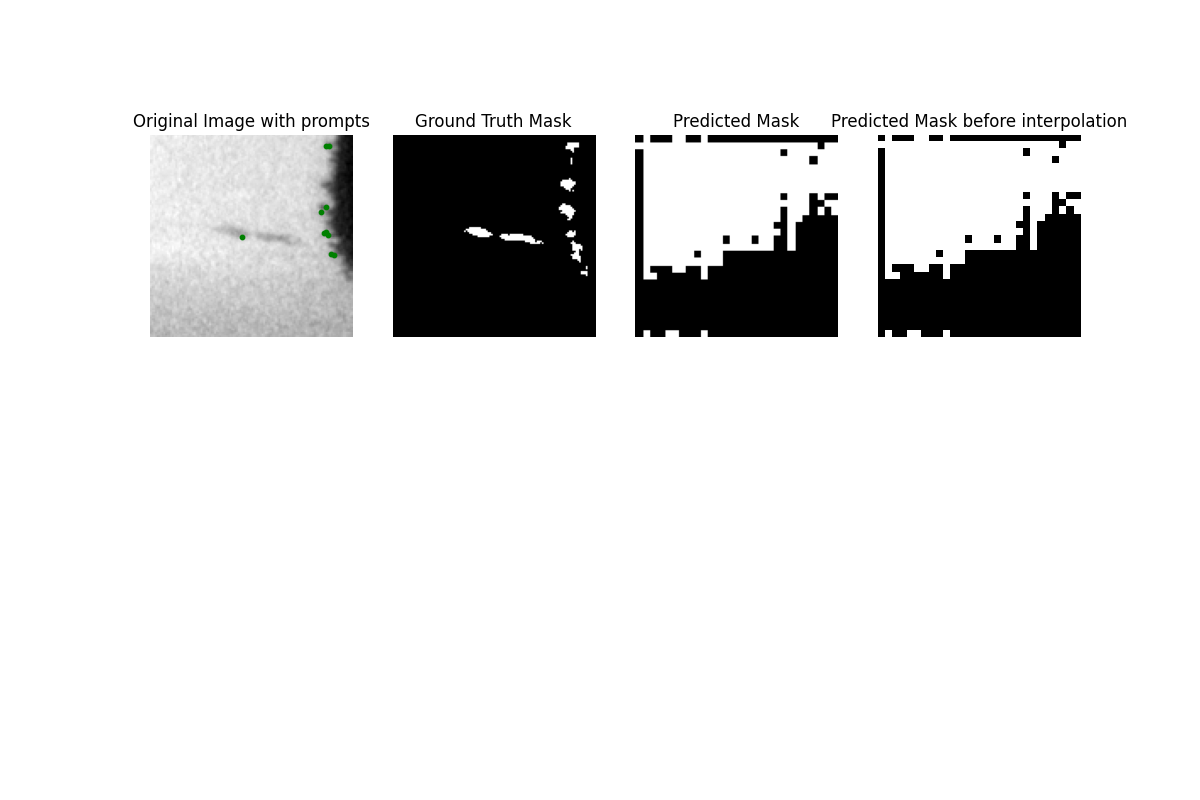 Original Image with prompts
Ground Truth Mask
Predicted Mask
Predicted Mask before interpolation